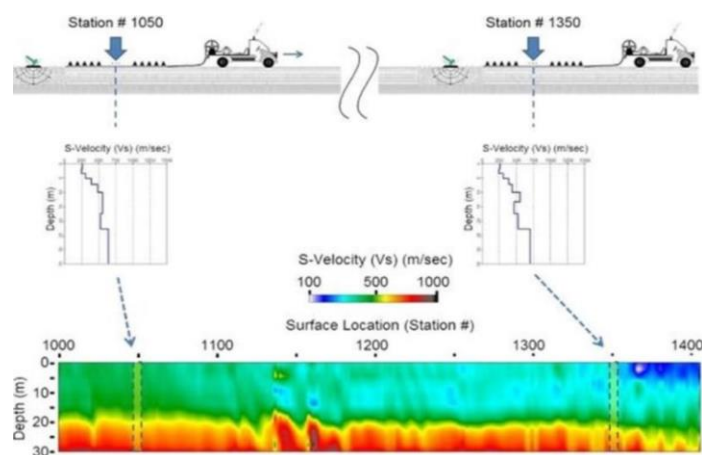 Station # 1050
Station # 1350
S-Velocity (Vs) (m/sec)
Depth (m)
S-Velocity (Vs) (m/sec)
Depth (m)
S-Velocity (Vs) (m/sec)
100 500 1000
Surface Location (Station #)
1000 1100 1200 1300 1400
Depth (m)
0
10
20
30